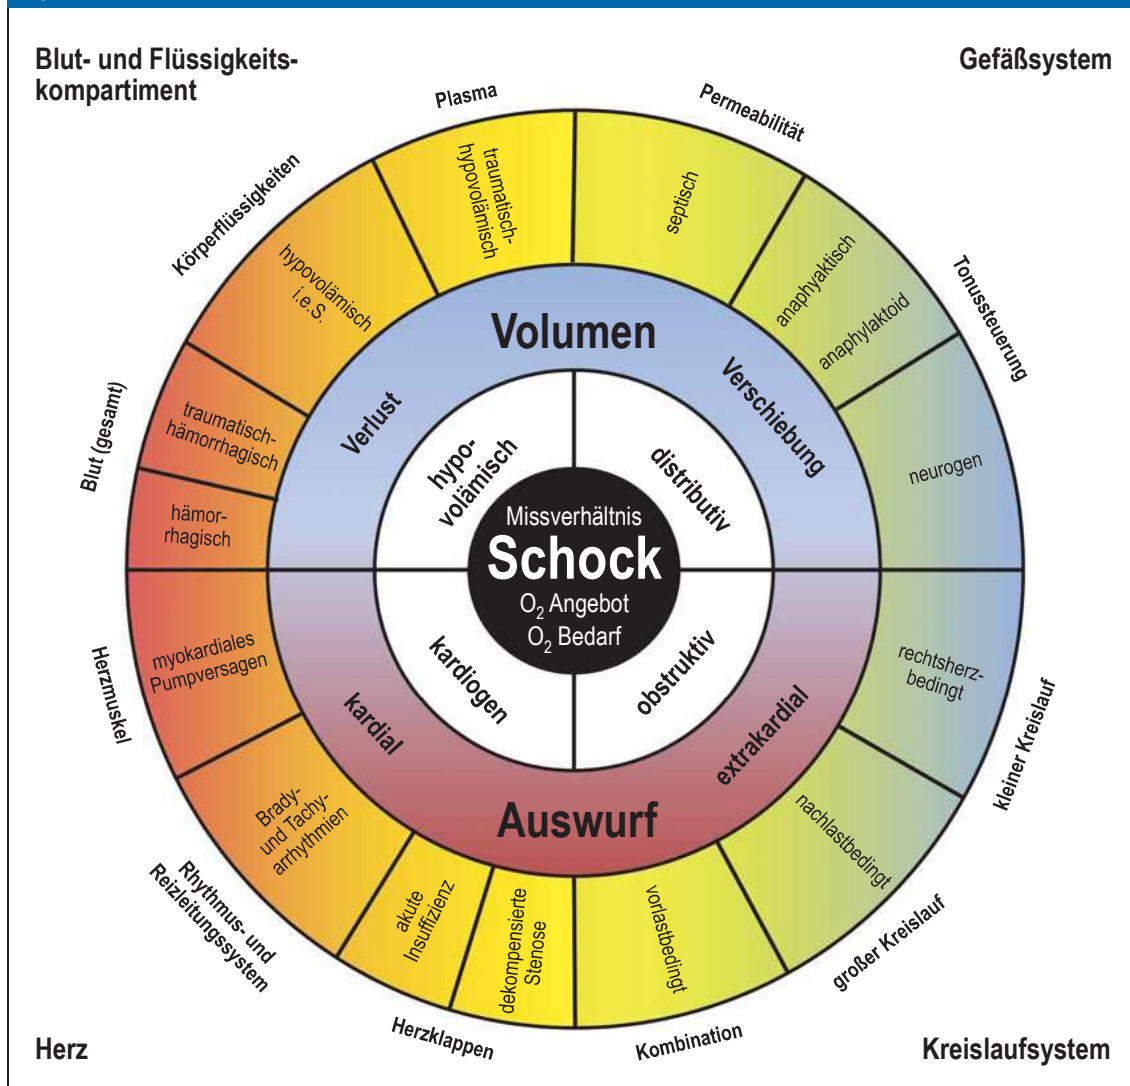 Blut- und Flüssigkeits-
kompartiment
Gefäßsystem
Plasma
Permeabilität
Körperflüssigkeiten
Tonussteuerung
Blut (gesamt)
traumatisch-
hypovolämisch
septisch
hypovolämisch
i.e.S.
anaphyaktisch
anaphylaktoid
traumatisch-
hämorrhagisch
neurogen
hämor-
rhagisch
Volumen
Verlust
Verschiebung
hypo-
volämisch
distributiv
Missverhältnis
Schock
O₂ Angebot
O₂ Bedarf
kardiogen
obstruktiv
kardial
extrakardial
Auswurf
myokardiales
Pumpversagen
rechtsherz-
bedingt
Brady-
und Tachy-
arrhythmien
nachlastbedingt
akute
Insuffizienz
dekompensierte
Stenose
vorlastbedingt
Herzmuskel
kleiner Kreislauf
Rhythmus- und
Reizleitungssystem
großer Kreislauf
Herzklappen
Kombination
Herz
Kreislaufsystem